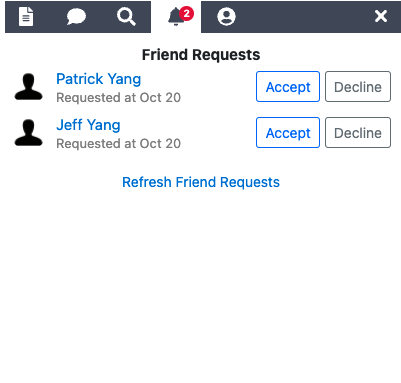 2
Friend Requests
Patrick Yang
Requested at Oct 20
Accept
Decline
Jeff Yang
Requested at Oct 20
Accept
Decline
Refresh Friend Requests